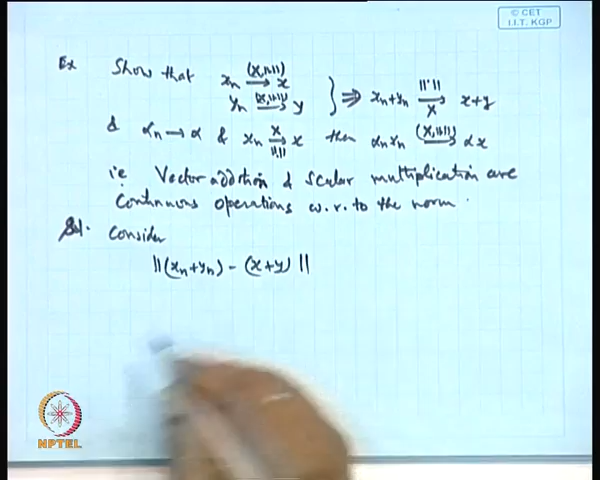 © CET
I.I.T. KGP
Ex Show that xₙ —(X,||·||)→ x
yₙ —(X,||·||)→ y } ⇒ xₙ+yₙ —||·||/X→ x+y
& αₙ → α & xₙ —X/||·||→ x then αₙxₙ —(X,||·||)→ αx
i.e. Vector addition & scalar multiplication are
Continuous operations w.r. to the norm.
Sol. Consider
||(xₙ+yₙ) - (x+y)||
NPTEL